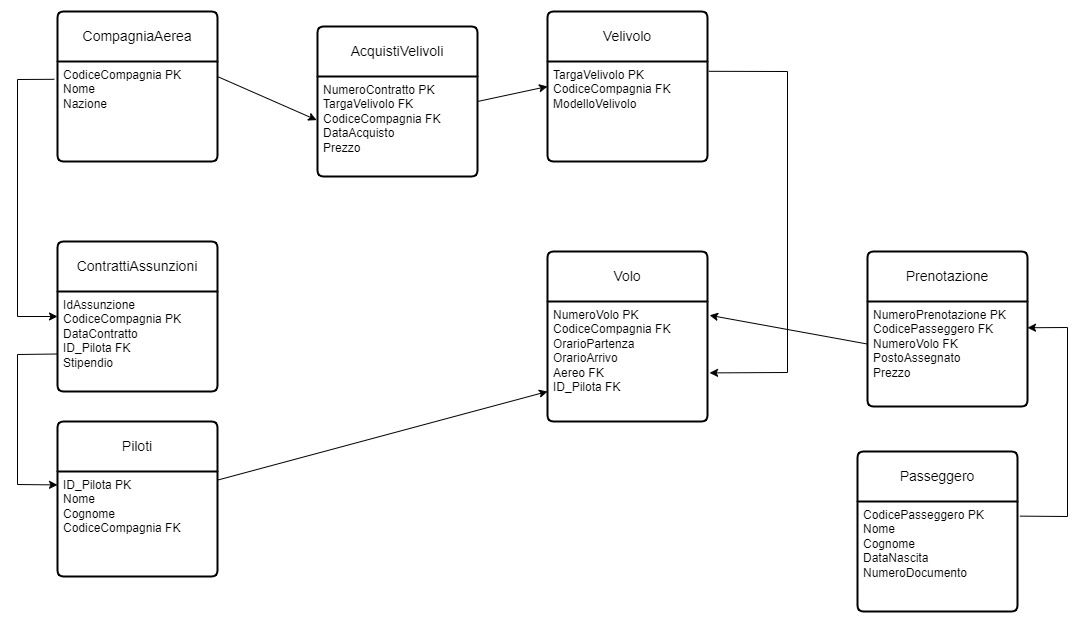 CompagniaAerea
CodiceCompagnia PK
Nome
Nazione
AcquistiVelivoli
NumeroContratto PK
TargaVelivolo FK
CodiceCompagnia FK
DataAcquisto
Prezzo
Velivolo
TargaVelivolo PK
CodiceCompagnia FK
ModelloVelivolo
ContrattiAssunzioni
IdAssunzione
CodiceCompagnia PK
DataContratto
ID_Pilota FK
Stipendio
Volo
NumeroVolo PK
CodiceCompagnia FK
OrarioPartenza
OrarioArrivo
Aereo FK
ID_Pilota FK
Prenotazione
NumeroPrenotazione PK
CodicePasseggero FK
NumeroVolo FK
PostoAssegnato
Prezzo
Piloti
ID_Pilota PK
Nome
Cognome
CodiceCompagnia FK
Passeggero
CodicePasseggero PK
Nome
Cognome
DataNascita
NumeroDocumento